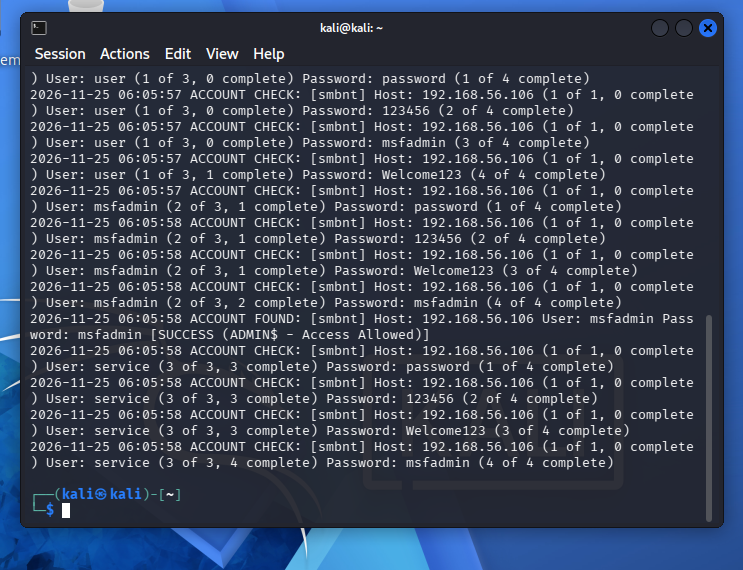 kali@kali: ~
Session Actions Edit View Help
) User: user (1 of 3, 0 complete) Password: password (1 of 4 complete)
2026-11-25 06:05:57 ACCOUNT CHECK: [smbnt] Host: 192.168.56.106 (1 of 1, 0 complete
) User: user (1 of 3, 0 complete) Password: 123456 (2 of 4 complete)
2026-11-25 06:05:57 ACCOUNT CHECK: [smbnt] Host: 192.168.56.106 (1 of 1, 0 complete
) User: user (1 of 3, 0 complete) Password: msfadmin (3 of 4 complete)
2026-11-25 06:05:57 ACCOUNT CHECK: [smbnt] Host: 192.168.56.106 (1 of 1, 0 complete
) User: user (1 of 3, 1 complete) Password: Welcome123 (4 of 4 complete)
2026-11-25 06:05:57 ACCOUNT CHECK: [smbnt] Host: 192.168.56.106 (1 of 1, 0 complete
) User: msfadmin (2 of 3, 1 complete) Password: password (1 of 4 complete)
2026-11-25 06:05:58 ACCOUNT CHECK: [smbnt] Host: 192.168.56.106 (1 of 1, 0 complete
) User: msfadmin (2 of 3, 1 complete) Password: 123456 (2 of 4 complete)
2026-11-25 06:05:58 ACCOUNT CHECK: [smbnt] Host: 192.168.56.106 (1 of 1, 0 complete
) User: msfadmin (2 of 3, 1 complete) Password: Welcome123 (3 of 4 complete)
2026-11-25 06:05:58 ACCOUNT CHECK: [smbnt] Host: 192.168.56.106 (1 of 1, 0 complete
) User: msfadmin (2 of 3, 2 complete) Password: msfadmin (4 of 4 complete)
2026-11-25 06:05:58 ACCOUNT FOUND: [smbnt] Host: 192.168.56.106 User: msfadmin Pass
word: msfadmin [SUCCESS (ADMIN$ - Access Allowed)]
2026-11-25 06:05:58 ACCOUNT CHECK: [smbnt] Host: 192.168.56.106 (1 of 1, 0 complete
) User: service (3 of 3, 3 complete) Password: password (1 of 4 complete)
2026-11-25 06:05:58 ACCOUNT CHECK: [smbnt] Host: 192.168.56.106 (1 of 1, 0 complete
) User: service (3 of 3, 3 complete) Password: 123456 (2 of 4 complete)
2026-11-25 06:05:58 ACCOUNT CHECK: [smbnt] Host: 192.168.56.106 (1 of 1, 0 complete
) User: service (3 of 3, 3 complete) Password: Welcome123 (3 of 4 complete)
2026-11-25 06:05:58 ACCOUNT CHECK: [smbnt] Host: 192.168.56.106 (1 of 1, 0 complete
) User: service (3 of 3, 4 complete) Password: msfadmin (4 of 4 complete)
┌──(kali㉿kali)-[~]
└─$